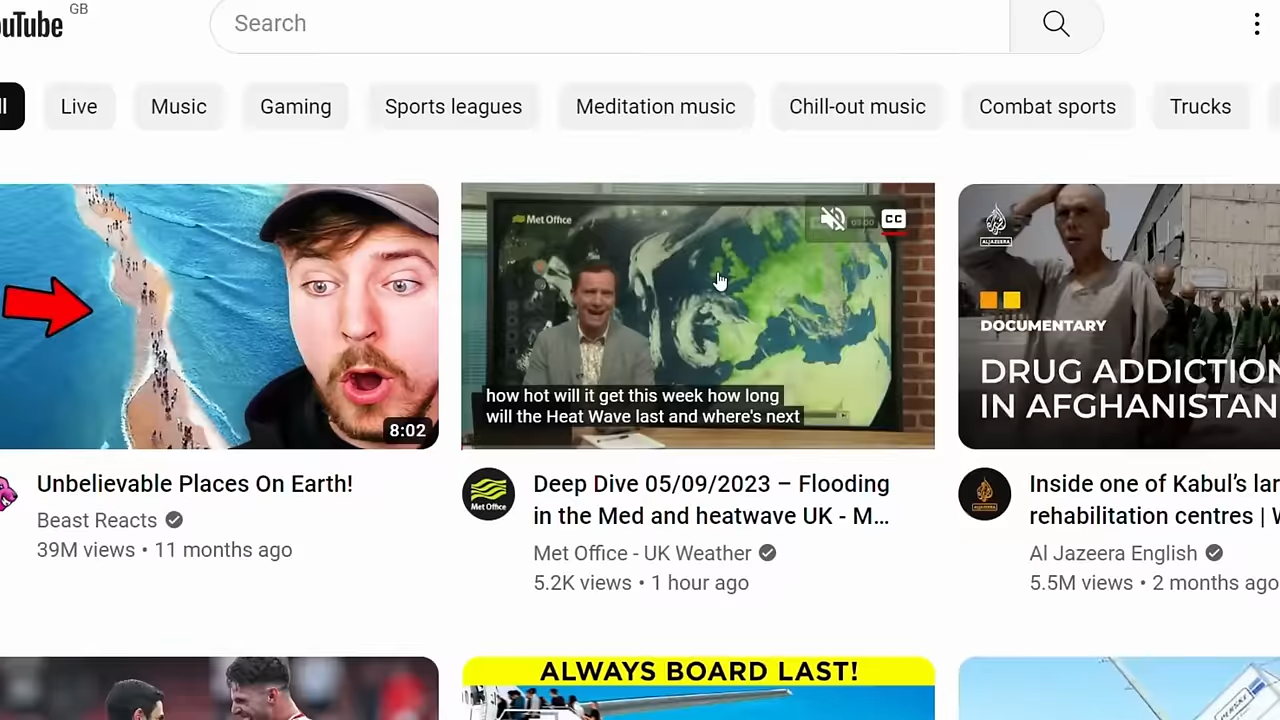 ouTube GB
Search
ll
Live
Music
Gaming
Sports leagues
Meditation music
Chill-out music
Combat sports
Trucks
8:02
Met Office
CC
how hot will it get this week how long
will the Heat Wave last and where's next
ALJAZEERA
DOCUMENTARY
DRUG ADDICTION
IN AFGHANISTAN
Unbelievable Places On Earth!
Beast Reacts
39M views • 11 months ago
Met Office
Deep Dive 05/09/2023 – Flooding
in the Med and heatwave UK - M...
Met Office - UK Weather
5.2K views • 1 hour ago
ALJAZEERA
Inside one of Kabul’s lar
rehabilitation centres | W
Al Jazeera English
5.5M views • 2 months ago
ALWAYS BOARD LAST!